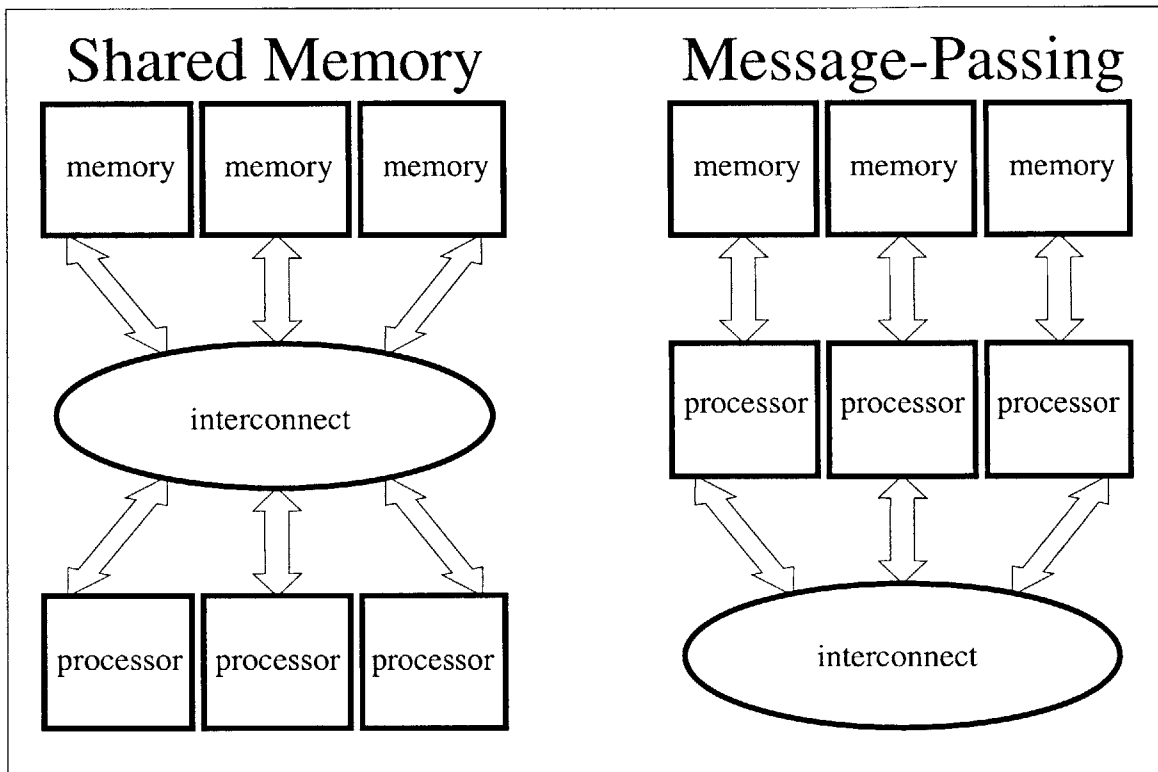 Shared Memory
memory memory memory
interconnect
processor processor processor
Message-Passing
memory memory memory
processor processor processor
interconnect